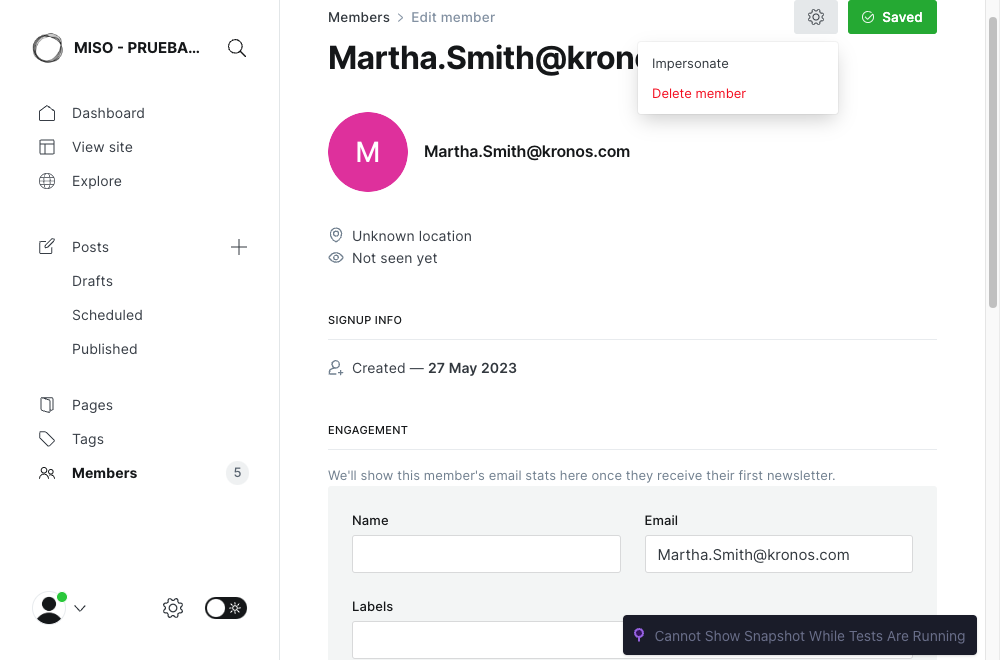 MISO - PRUEBA...
Dashboard
View site
Explore
Posts
Drafts
Scheduled
Published
Pages
Tags
Members 5
Members > Edit member
Saved
Martha.Smith@kron
Impersonate
Delete member
M
Martha.Smith@kronos.com
Unknown location
Not seen yet
SIGNUP INFO
Created — 27 May 2023
ENGAGEMENT
We'll show this member's email stats here once they receive their first newsletter.
Name
Email
Martha.Smith@kronos.com
Labels
Cannot Show Snapshot While Tests Are Running